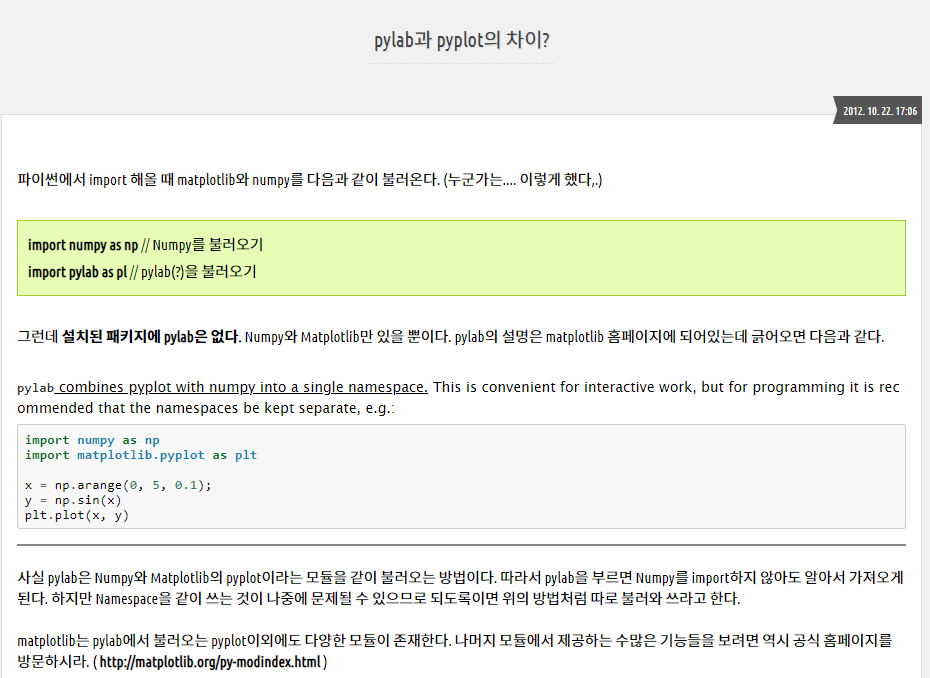 pylab과 pyplot의 차이?
2012. 10. 22. 17:06
파이썬에서 import 해올 때 matplotlib와 numpy를 다음과 같이 불러온다. (누군가는.... 이렇게 했다,.)
import numpy as np // Numpy를 불러오기
import pylab as pl // pylab(?)을 불러오기
그런데 설치된 패키지에 pylab은 없다. Numpy와 Matplotlib만 있을 뿐이다. pylab의 설명은 matplotlib 홈페이지에 되어있는데 긁어오면 다음과 같다.
pylab combines pyplot with numpy into a single namespace. This is convenient for interactive work, but for programming it is rec
ommended that the namespaces be kept separate, e.g.:
import numpy as np
import matplotlib.pyplot as plt
x = np.arange(0, 5, 0.1);
y = np.sin(x)
plt.plot(x, y)
사실 pylab은 Numpy와 Matplotlib의 pyplot이라는 모듈을 같이 불러오는 방법이다. 따라서 pylab을 부르면 Numpy를 import하지 않아도 알아서 가져오게
된다. 하지만 Namespace을 같이 쓰는 것이 나중에 문제될 수 있으므로 되도록이면 위의 방법처럼 따로 불러와 쓰라고 한다.
matplotlib는 pylab에서 불러오는 pyplot이외에도 다양한 모듈이 존재한다. 나머지 모듈에서 제공하는 수많은 기능들을 보려면 역시 공식 홈페이지를
방문하시라. ( http://matplotlib.org/py-modindex.html )